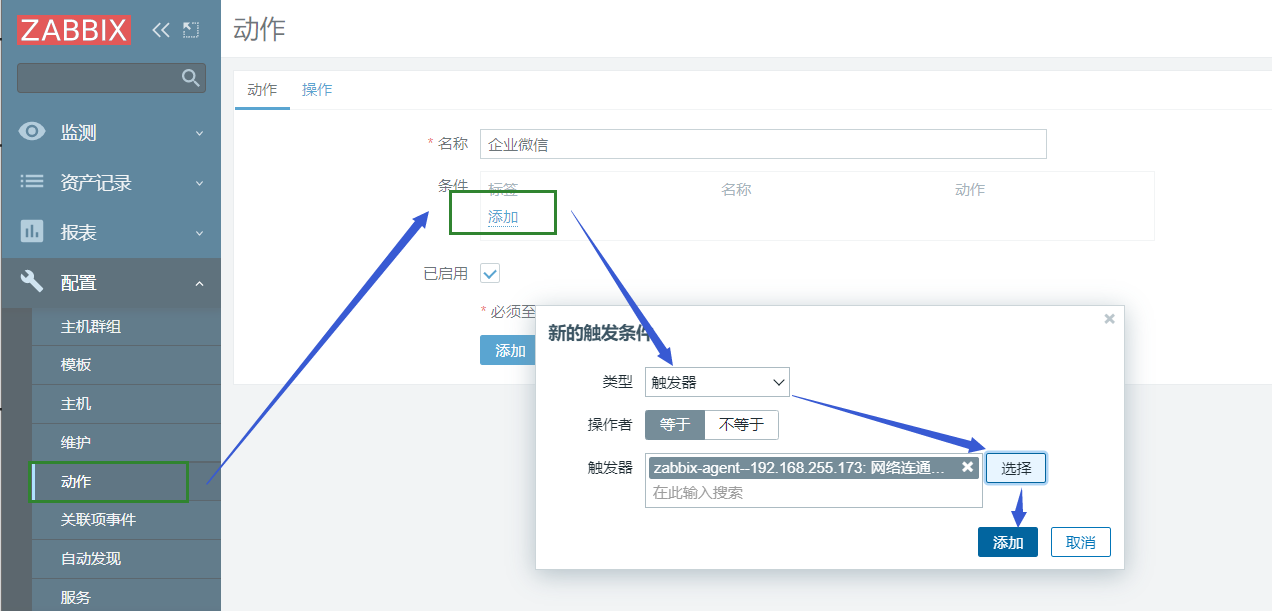 ZABBIX
监测
资产记录
报表
配置
主机群组
模板
主机
维护
动作
关联项事件
自动发现
服务
动作
动作 操作
* 名称 企业微信
条件 标签 名称 动作
添加
已启用
* 必须至
添加
新的触发条件
类型 触发器
操作者 等于 不等于
触发器 zabbix-agent--192.168.255.173: 网络连通... 选择
在此输入搜索
添加 取消